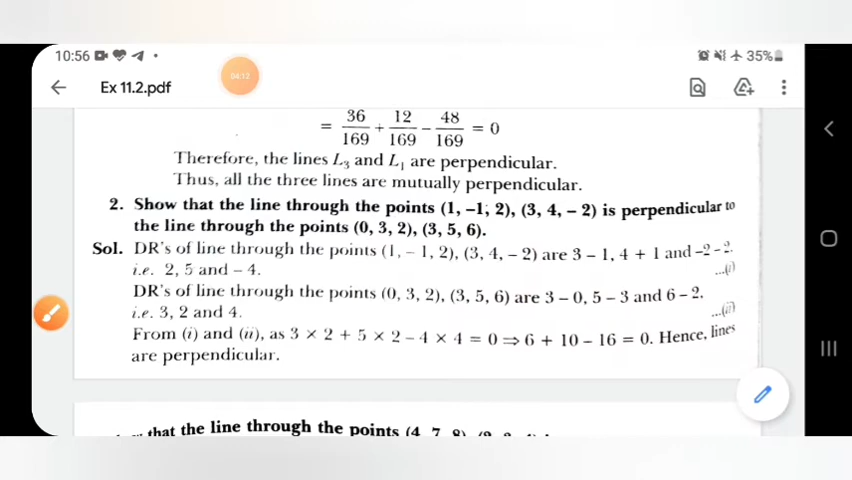 10:56
35%
Ex 11.2.pdf
04:12
= 36/169 + 12/169 − 48/169 = 0
Therefore, the lines L₃ and L₁ are perpendicular.
Thus, all the three lines are mutually perpendicular.
2. Show that the line through the points (1, −1, 2), (3, 4, − 2) is perpendicular to
the line through the points (0, 3, 2), (3, 5, 6).
Sol. DR's of line through the points (1, − 1, 2), (3, 4, − 2) are 3 − 1, 4 + 1 and −2 − 2.
i.e. 2, 5 and − 4. ...(i)
DR's of line through the points (0, 3, 2), (3, 5, 6) are 3 − 0, 5 − 3 and 6 − 2,
i.e. 3, 2 and 4. ...(ii)
From (i) and (ii), as 3 × 2 + 5 × 2 − 4 × 4 = 0 ⇒ 6 + 10 − 16 = 0. Hence, lines
are perpendicular.
that the line through the points (4, 7, 8),